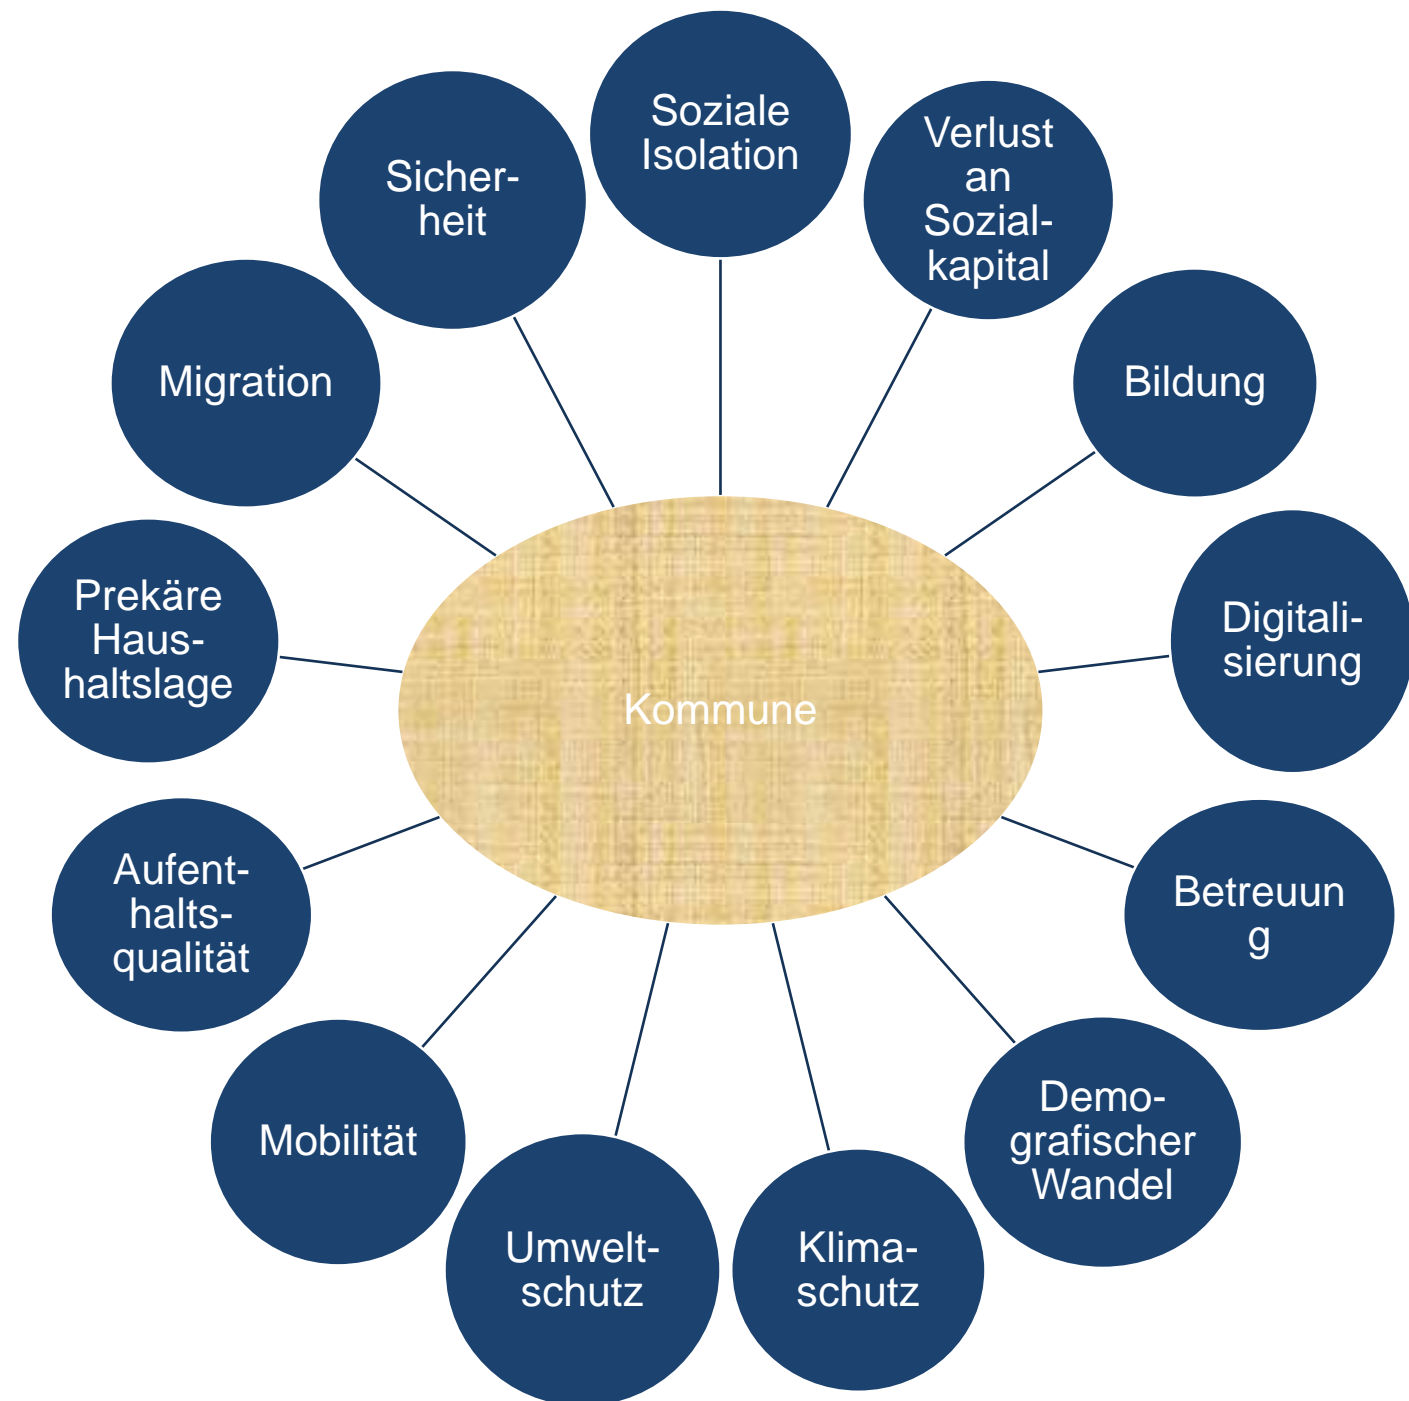 Soziale
Isolation
Verlust
an
Sozial-
kapital
Bildung
Digitali-
sierung
Betreuun
g
Demo-
grafischer
Wandel
Klima-
schutz
Umwelt-
schutz
Mobilität
Aufent-
halts-
qualität
Prekäre
Haus-
haltslage
Migration
Sicher-
heit
Kommune